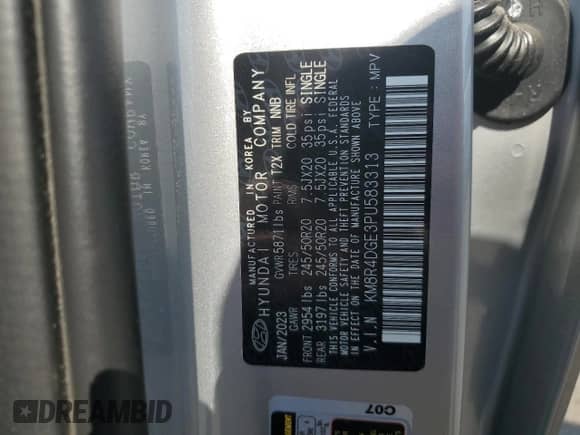 MANUFACTURED IN KOREA BY
HYUNDAI MOTOR COMPANY
JAN/2023 GVWR 5871lbs PAINT T2X TRIM NNB
GAWR TIRES RIMS COLD TIRE INFL
FRONT 2954lbs 245/50R20 7.5JX20 35psi SINGLE
REAR 3197lbs 245/50R20 7.5JX20 35psi SINGLE
THIS VEHICLE CONFORMS TO ALL APPLICABLE U.S.A. FEDERAL
MOTOR VEHICLE SAFETY AND THEFT PREVENTION STANDARDS
IN EFFECT ON THE DATE OF MANUFACTURE SHOWN ABOVE
V.I.N KM8R4DGE3PU583313 TYPE : MPV
C07
DREAMBID